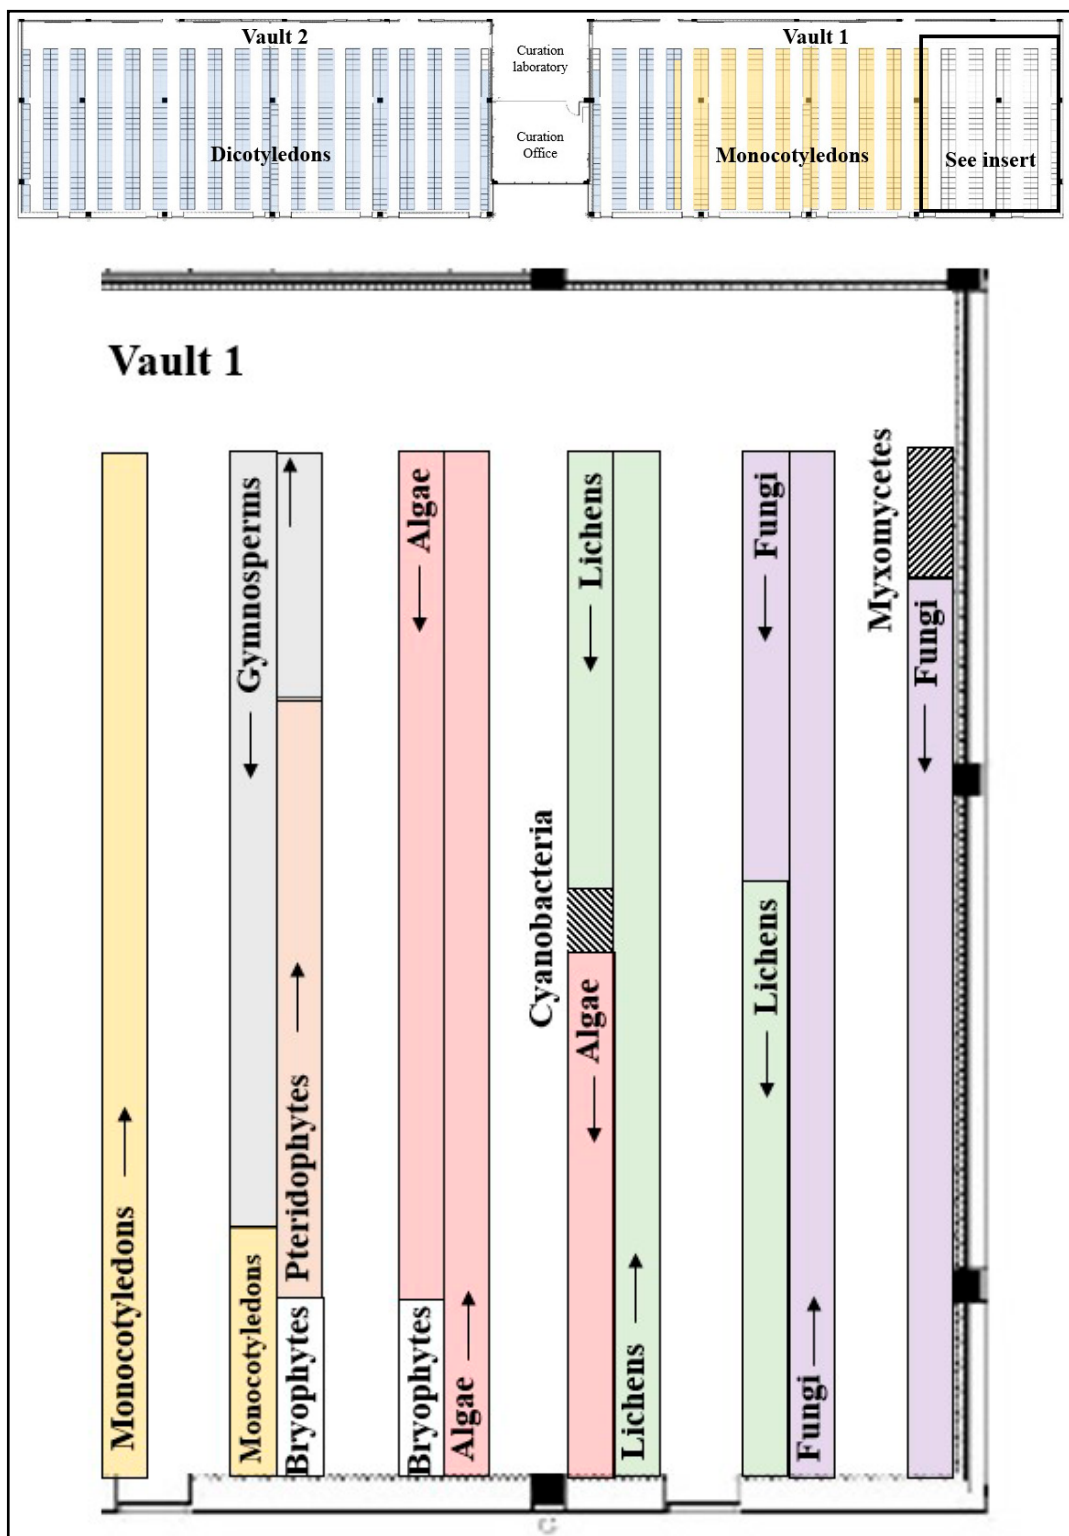 Vault 2
Curation
laboratory
Vault 1
Curation
Office
Dicotyledons
Monocotyledons
See insert
Vault 1
Monocotyledons
Gymnosperms
Monocotyledons
Pteridophytes
Bryophytes
Algae
Bryophytes
Algae
Lichens
Cyanobacteria
Algae
Lichens
Fungi
Lichens
Fungi
Myxomycetes
Fungi